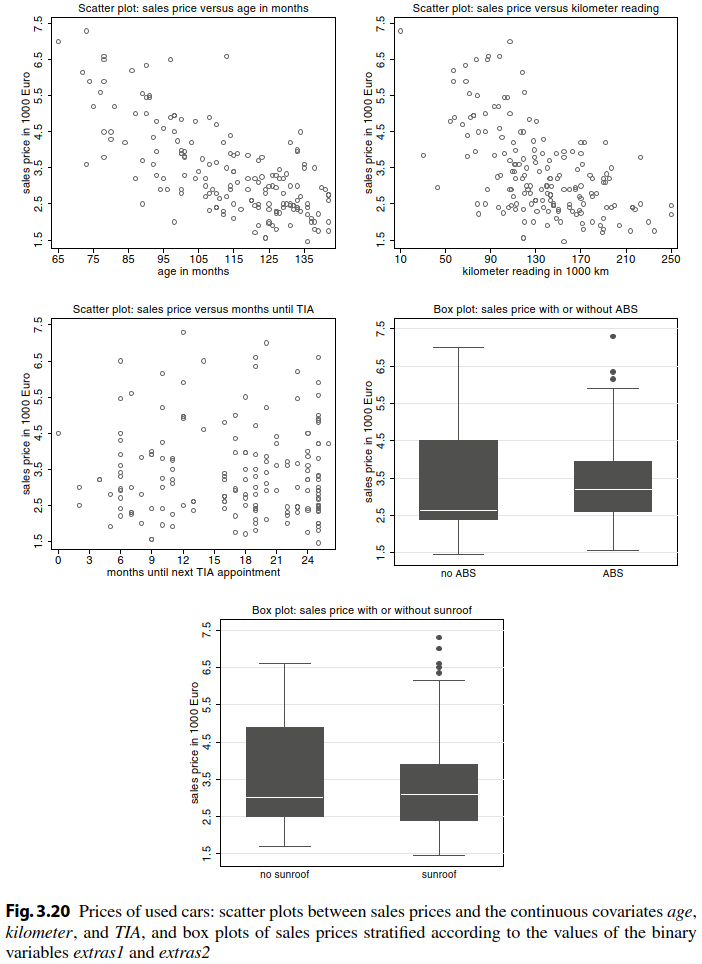 Scatter plot: sales price versus age in months
sales price in 1000 Euro
7.5
6.5
5.5
4.5
3.5
2.5
1.5
65 75 85 95 105 115 125 135
age in months
Scatter plot: sales price versus kilometer reading
sales price in 1000 Euro
7.5
6.5
5.5
4.5
3.5
2.5
1.5
10 50 90 130 170 210 250
kilometer reading in 1000 km
Scatter plot: sales price versus months until TIA
sales price in 1000 Euro
7.5
6.5
5.5
4.5
3.5
2.5
1.5
0 3 6 9 12 15 18 21 24
months until next TIA appointment
Box plot: sales price with or without ABS
sales price in 1000 Euro
7.5
6.5
5.5
4.5
3.5
2.5
1.5
no ABS ABS
Box plot: sales price with or without sunroof
sales price in 1000 Euro
7.5
6.5
5.5
4.5
3.5
2.5
1.5
no sunroof sunroof
Fig. 3.20 Prices of used cars: scatter plots between sales prices and the continuous covariates age,
kilometer, and TIA, and box plots of sales prices stratified according to the values of the binary
variables extras1 and extras2